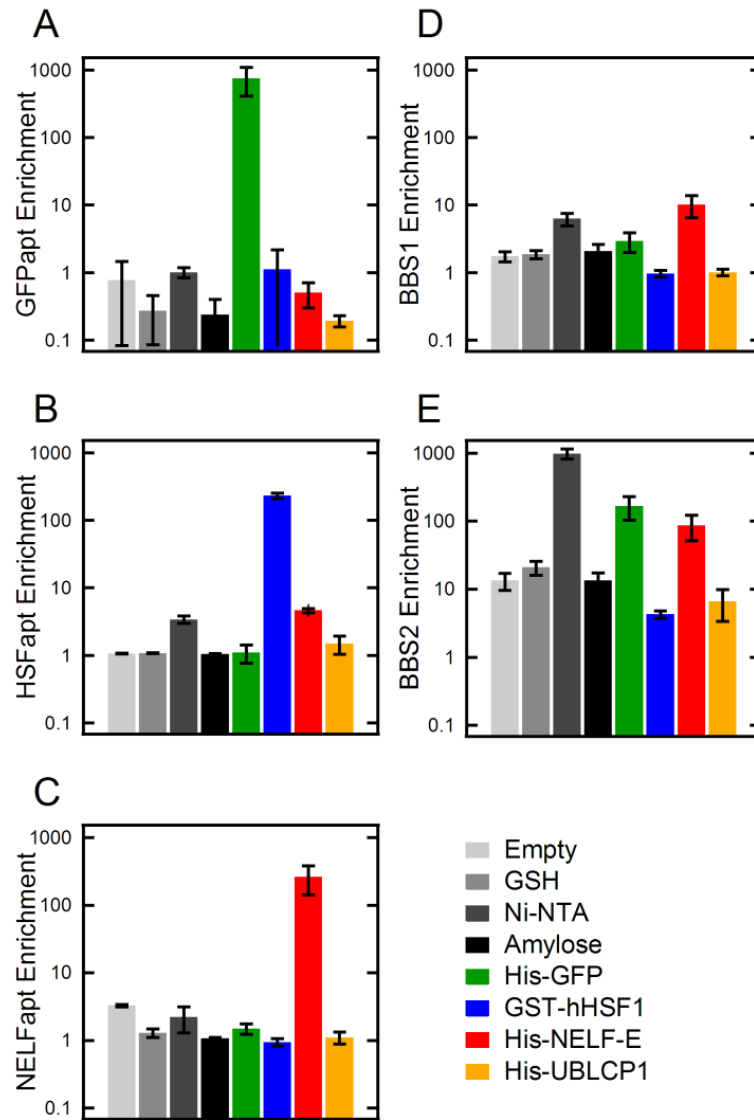 A
GFPapt Enrichment
1000
100
10
1
0.1
B
HSFapt Enrichment
1000
100
10
1
0.1
C
NELFapt Enrichment
1000
100
10
1
0.1
D
BBS1 Enrichment
1000
100
10
1
0.1
E
BBS2 Enrichment
1000
100
10
1
0.1
Empty
GSH
Ni-NTA
Amylose
His-GFP
GST-hHSF1
His-NELF-E
His-UBLCP1